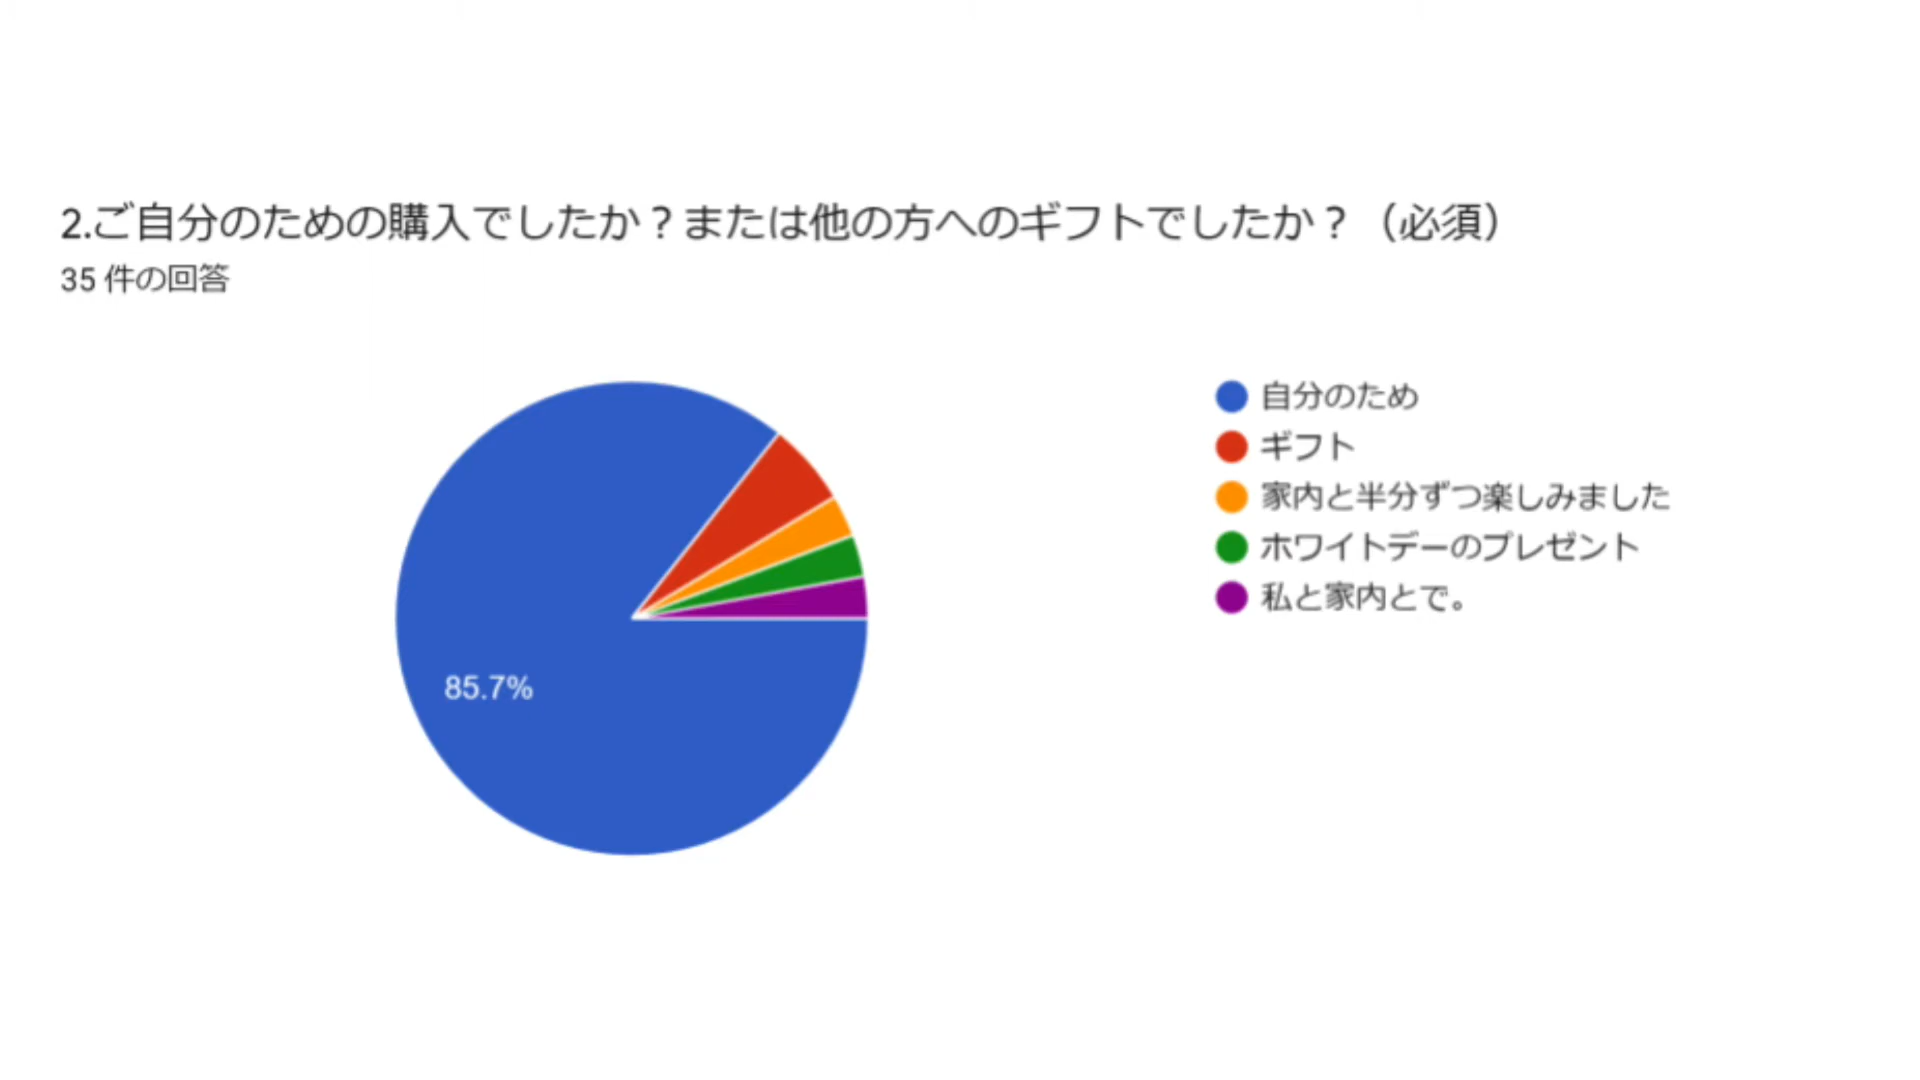 2.ご自分のための購入でしたか？または他の方へのギフトでしたか？（必須）
35 件の回答
自分のため
ギフト
家内と半分ずつ楽しみました
ホワイトデーのプレゼント
私と家内とで。
85.7%